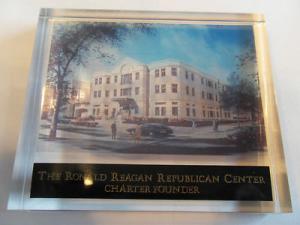 THE RONALD REAGAN REPUBLICAN CENTER
CHARTER FOUNDER